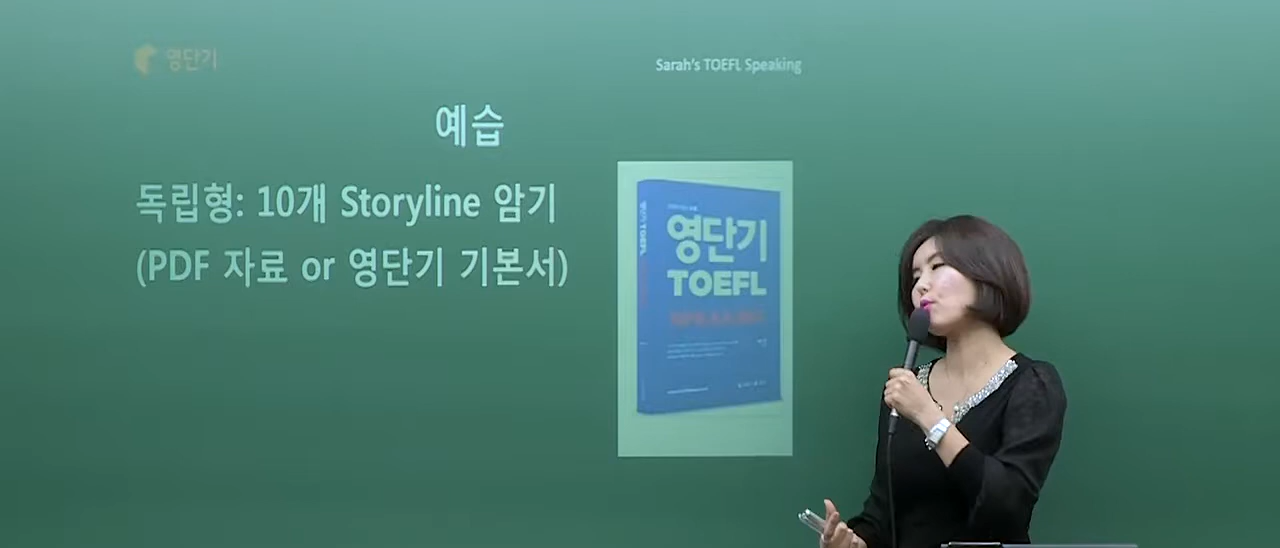 영단기
Sarah's TOEFL Speaking
예습
독립형: 10개 Storyline 암기
(PDF 자료 or 영단기 기본서)
영단기
TOEFL